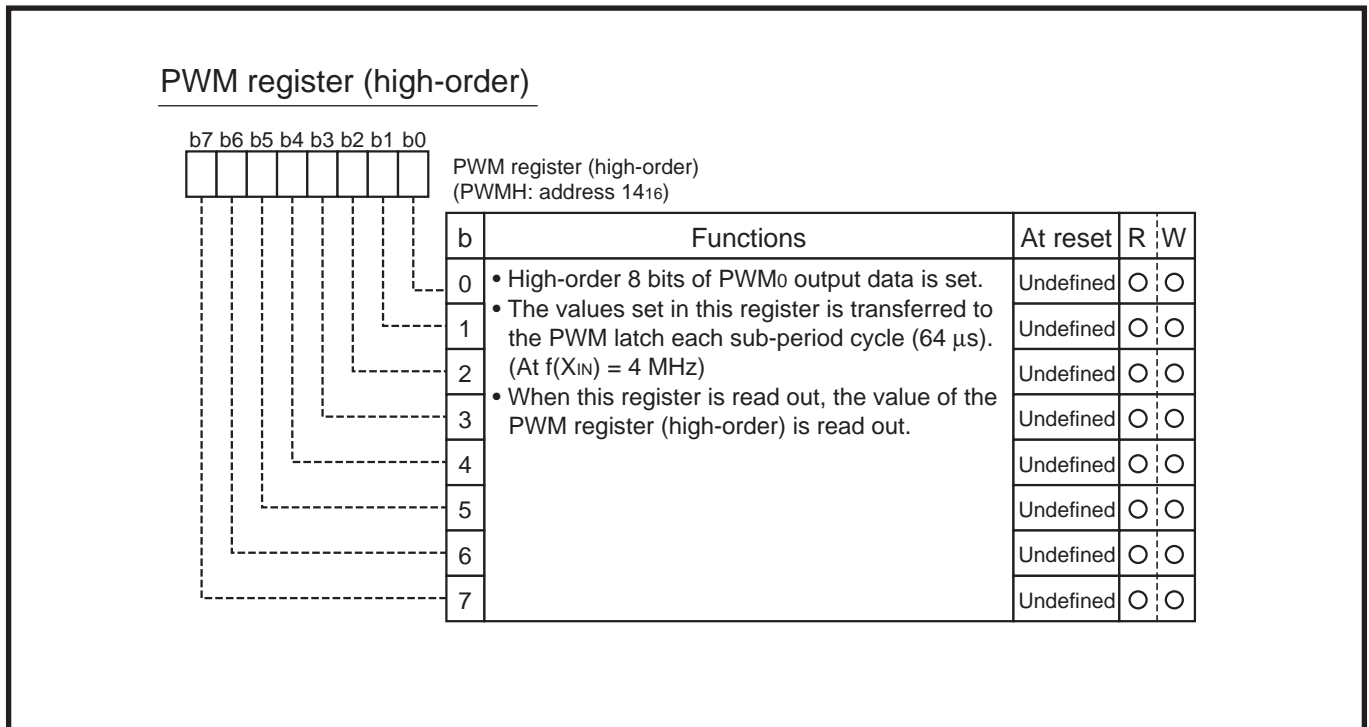 PWM register (high-order)
b7 b6 b5 b4 b3 b2 b1 b0
PWM register (high-order)
(PWMH: address 1416)
b Functions At reset R W
0 • High-order 8 bits of PWM0 output data is set. Undefined ○ ○
1 • The values set in this register is transferred to Undefined ○ ○
the PWM latch each sub-period cycle (64 µs).
2 (At f(XIN) = 4 MHz) Undefined ○ ○
• When this register is read out, the value of the
3 PWM register (high-order) is read out. Undefined ○ ○
4 Undefined ○ ○
5 Undefined ○ ○
6 Undefined ○ ○
7 Undefined ○ ○